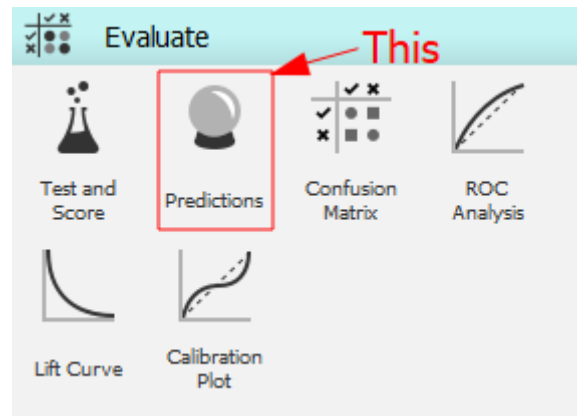 Evaluate
This
Test and
Score
Predictions
Confusion
Matrix
ROC
Analysis
Lift Curve
Calibration
Plot